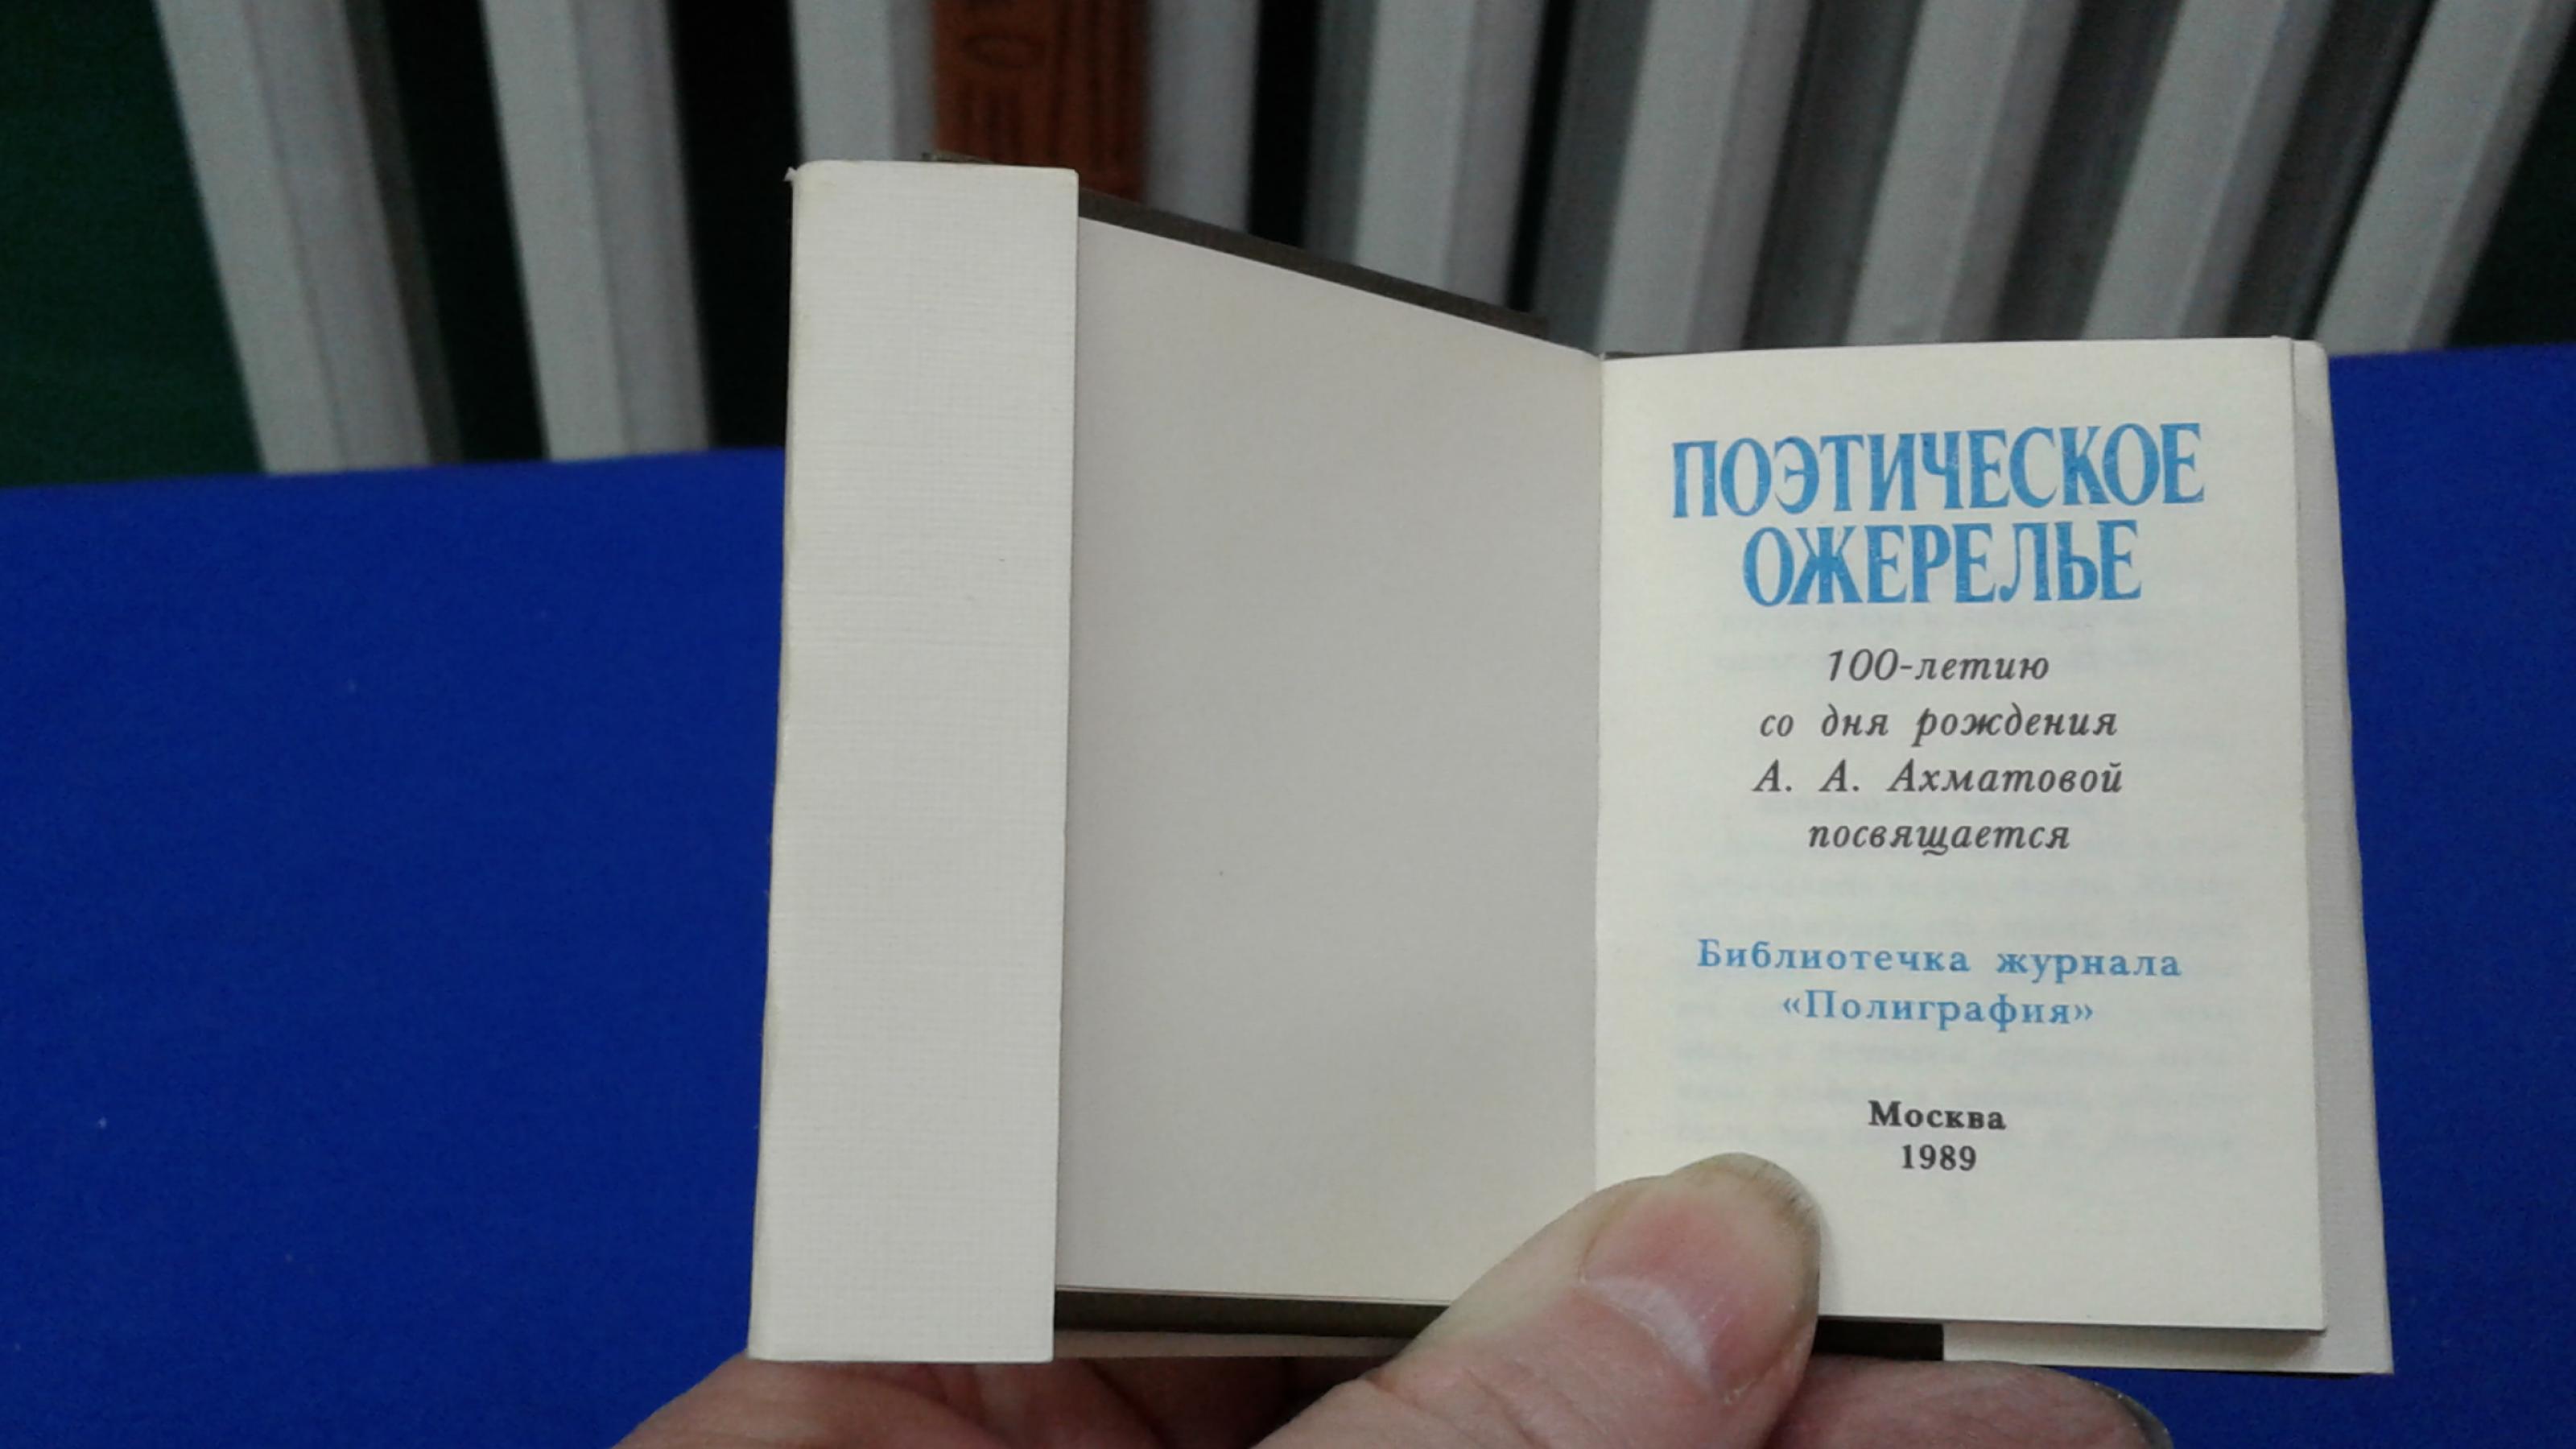 ПОЭТИЧЕСКОЕ
ОЖЕРЕЛЬЕ
100-летию
со дня рождения
А. А. Ахматовой
посвящается
Библиотечка журнала
«Полиграфия»
Москва
1989